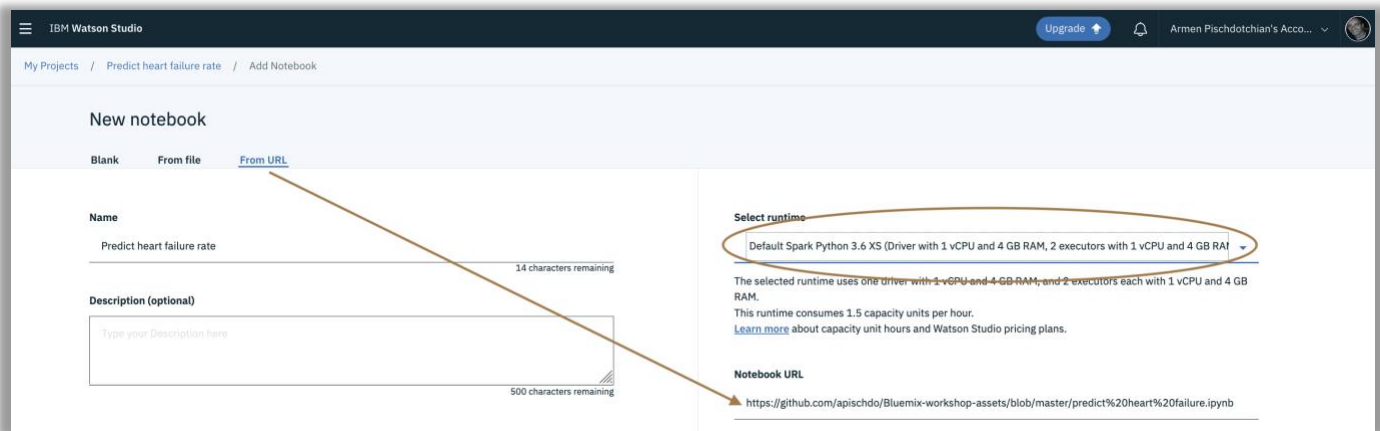 IBM Watson Studio
Upgrade
Armen Pischdotchian's Acco...
My Projects / Predict heart failure rate / Add Notebook
New notebook
Blank From file From URL
Name
Predict heart failure rate
14 characters remaining
Description (optional)
Type your Description here
500 characters remaining
Select runtime
Default Spark Python 3.6 XS (Driver with 1 vCPU and 4 GB RAM, 2 executors with 1 vCPU and 4 GB RAM
The selected runtime uses one driver with 1 vCPU and 4 GB RAM, and 2 executors each with 1 vCPU and 4 GB
RAM.
This runtime consumes 1.5 capacity units per hour.
Learn more about capacity unit hours and Watson Studio pricing plans.
Notebook URL
https://github.com/apischdo/Bluemix-workshop-assets/blob/master/predict%20heart%20failure.ipynb